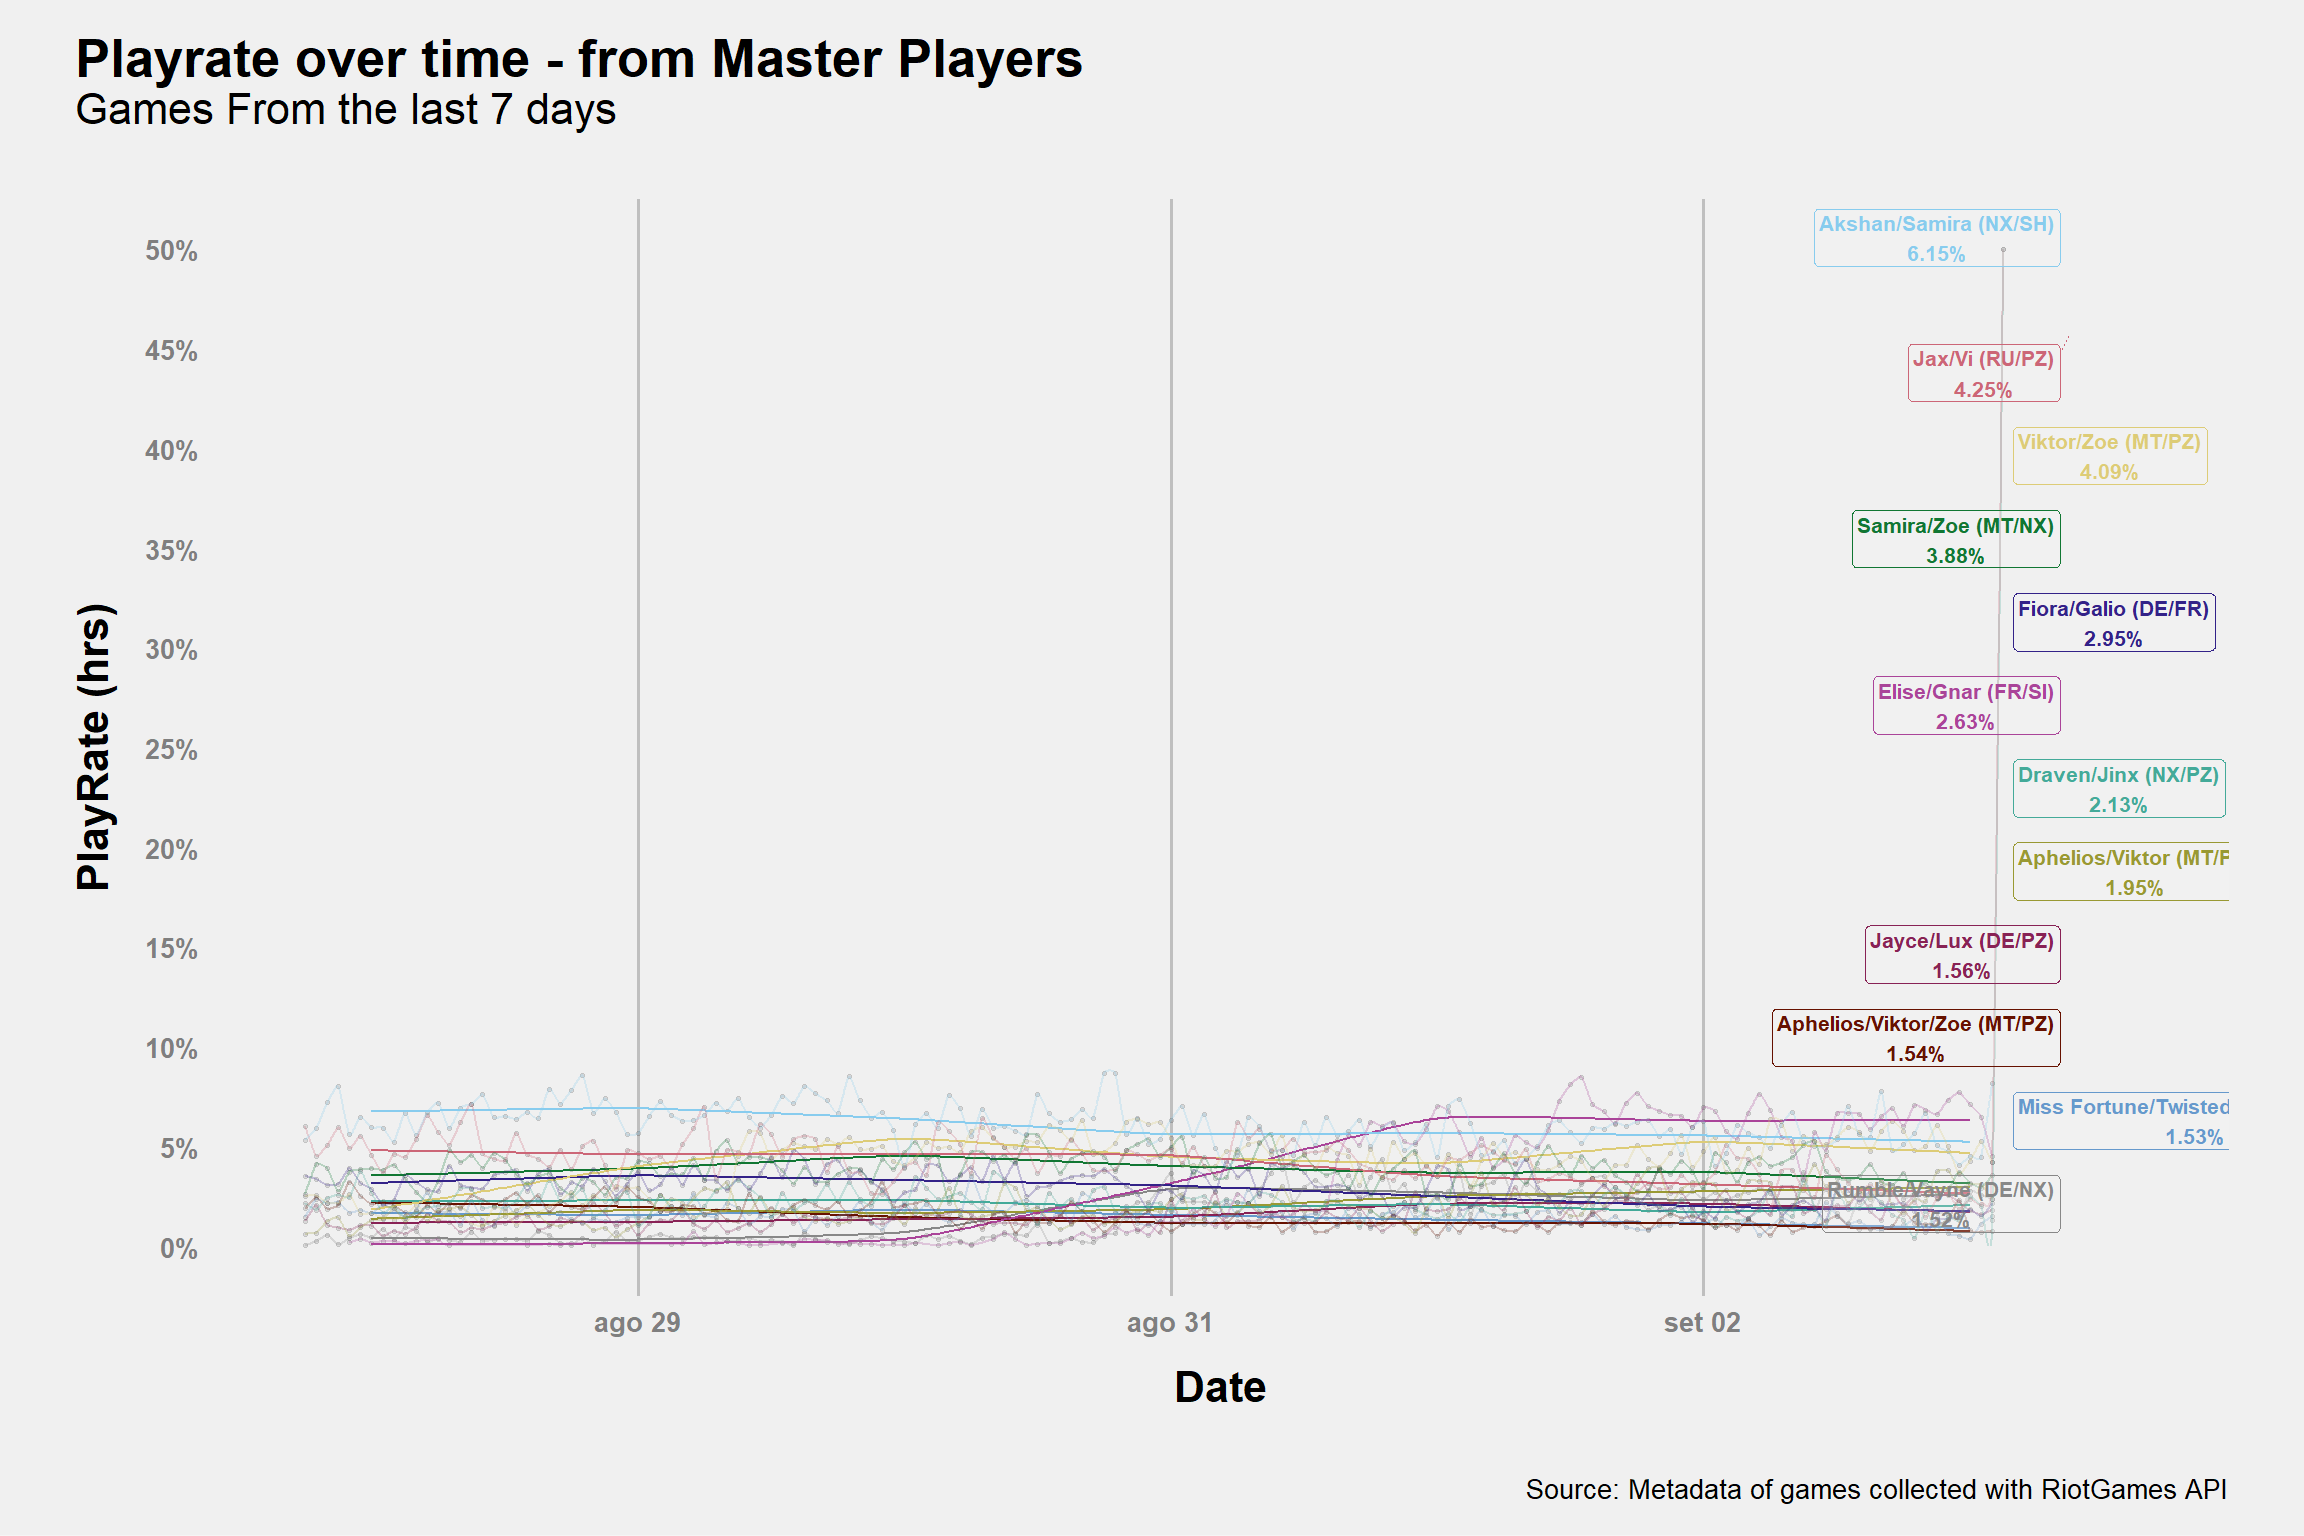 Playrate over time - from Master Players
Games From the last 7 days
PlayRate (hrs)
50%
45%
40%
35%
30%
25%
20%
15%
10%
5%
0%
Akshan/Samira (NX/SH)
6.15%
Jax/Vi (RU/PZ)
4.25%
Viktor/Zoe (MT/PZ)
4.09%
Samira/Zoe (MT/NX)
3.88%
Fiora/Galio (DE/FR)
2.95%
Elise/Gnar (FR/SI)
2.63%
Draven/Jinx (NX/PZ)
2.13%
Aphelios/Viktor (MT/P
1.95%
Jayce/Lux (DE/PZ)
1.56%
Aphelios/Viktor/Zoe (MT/PZ)
1.54%
Miss Fortune/Twisted
1.53%
Rumble/Vayne (DE/NX)
1.52%
ago 29
ago 31
set 02
Date
Source: Metadata of games collected with RiotGames API